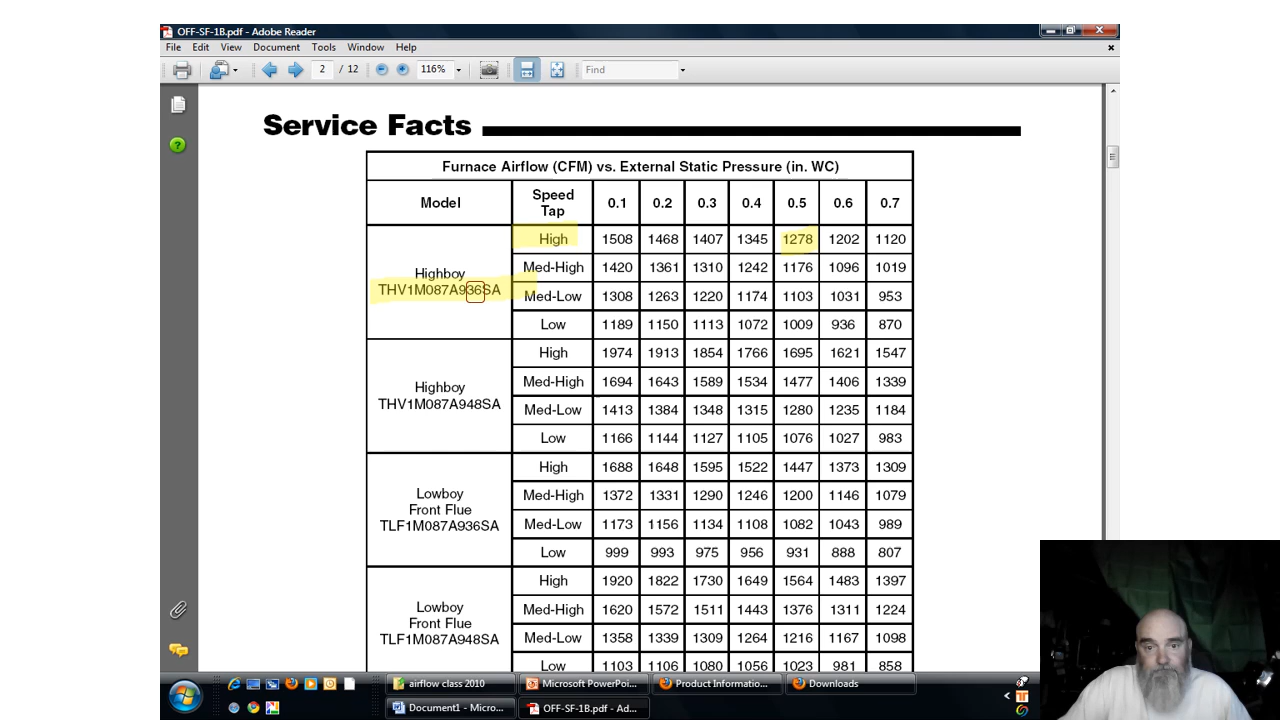 OFF-SF-1B.pdf - Adobe Reader
File Edit View Document Tools Window Help
2 / 12 116% Find
Service Facts
Furnace Airflow (CFM) vs. External Static Pressure (in. WC)
Model Speed Tap 0.1 0.2 0.3 0.4 0.5 0.6 0.7
Highboy
THV1M087A936SA
High 1508 1468 1407 1345 1278 1202 1120
Med-High 1420 1361 1310 1242 1176 1096 1019
Med-Low 1308 1263 1220 1174 1103 1031 953
Low 1189 1150 1113 1072 1009 936 870
Highboy
THV1M087A948SA
High 1974 1913 1854 1766 1695 1621 1547
Med-High 1694 1643 1589 1534 1477 1406 1339
Med-Low 1413 1384 1348 1315 1280 1235 1184
Low 1166 1144 1127 1105 1076 1027 983
Lowboy
Front Flue
TLF1M087A936SA
High 1688 1648 1595 1522 1447 1373 1309
Med-High 1372 1331 1290 1246 1200 1146 1079
Med-Low 1173 1156 1134 1108 1082 1043 989
Low 999 993 975 956 931 888 807
Lowboy
Front Flue
TLF1M087A948SA
High 1920 1822 1730 1649 1564 1483 1397
Med-High 1620 1572 1511 1443 1376 1311 1224
Med-Low 1358 1339 1309 1264 1216 1167 1098
Low 1103 1106 1080 1056 1023 981 858
airflow class 2010 Microsoft PowerPoi... Product Informatio... Downloads
Document1 - Micro... OFF-SF-1B.pdf - Ad...